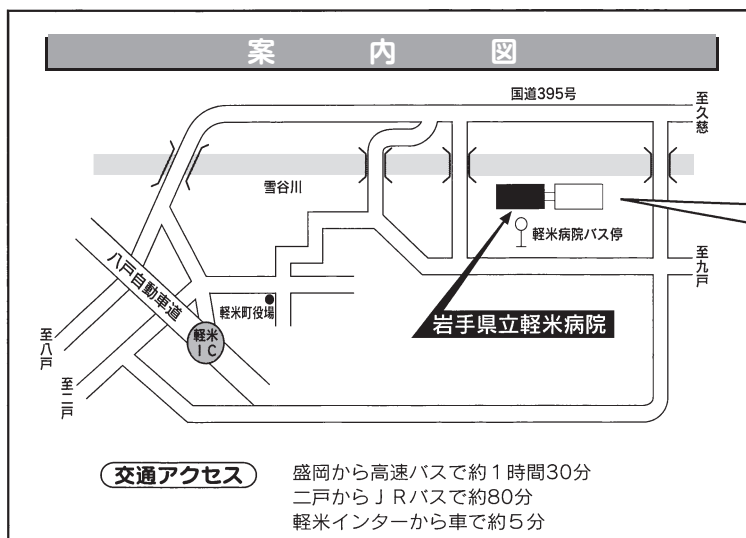 案内図
国道395号
至久慈
雪谷川
軽米病院バス停
至九戸
八戸自動車道
軽米町役場
岩手県立軽米病院
軽米
IC
至八戸
至二戸
交通アクセス
盛岡から高速バスで約1時間30分
二戸からJRバスで約80分
軽米インターから車で約5分